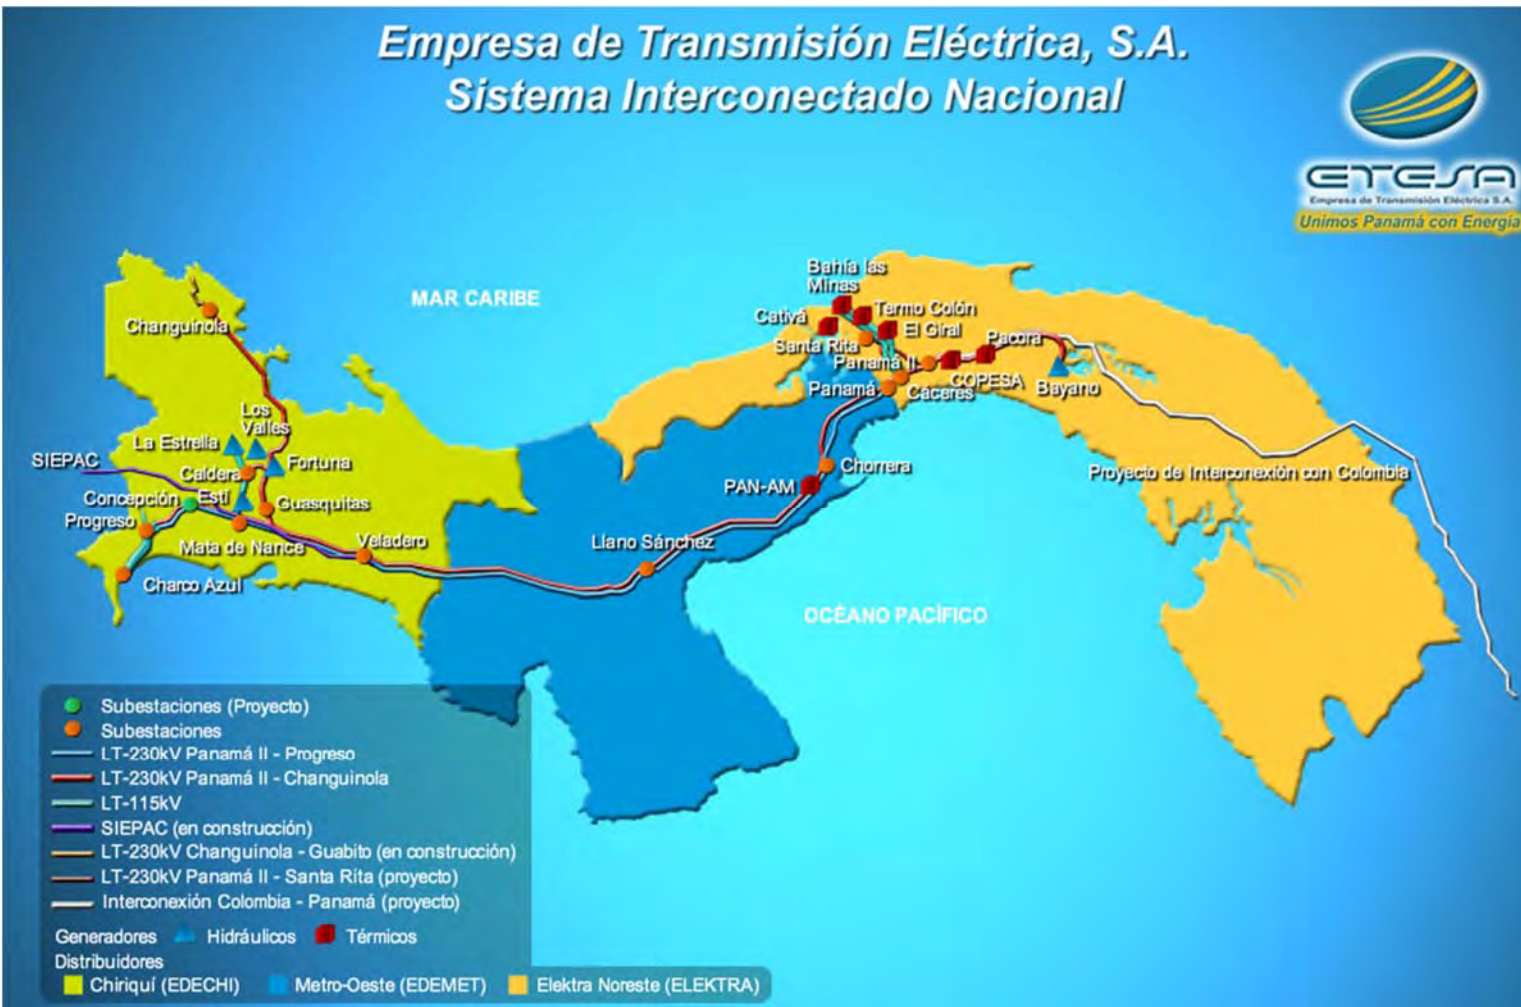 Empresa de Transmisión Eléctrica, S.A.
Sistema Interconectado Nacional
ETESA
Empresa de Transmisión Eléctrica S.A.
Unimos Panamá con Energía
MAR CARIBE
Bahía las
Minas
Termo Colón
Cativá
El Giral
Santa Rita
Pacora
Panamá II
COPESA
Panamá
Cáceres
Bayano
Changuinola
Los
Valles
La Estrella
SIEPAC
Caldera
Fortuna
Concepción
Estí
Guasquitas
Progreso
Mata de Nance
Veladero
Charco Azul
Chorrera
PAN-AM
Llano Sánchez
Proyecto de Interconexión con Colombia
OCÉANO PACÍFICO
Subestaciones (Proyecto)
Subestaciones
LT-230kV Panamá II - Progreso
LT-230kV Panamá II - Changuinola
LT-115kV
SIEPAC (en construcción)
LT-230kV Changuinola - Guabito (en construcción)
LT-230kV Panamá II - Santa Rita (proyecto)
Interconexión Colombia - Panamá (proyecto)
Generadores Hidráulicos Térmicos
Distribuidores
Chiriquí (EDECHI) Metro-Oeste (EDEMET) Elektra Noreste (ELEKTRA)